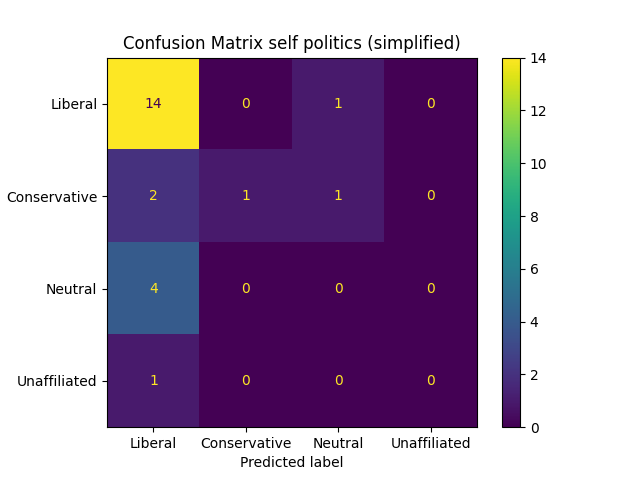 Confusion Matrix self politics (simplified)
Liberal 14 0 1 0
Conservative 2 1 1 0
Neutral 4 0 0 0
Unaffiliated 1 0 0 0
Liberal Conservative Neutral Unaffiliated
Predicted label
14
12
10
8
6
4
2
0